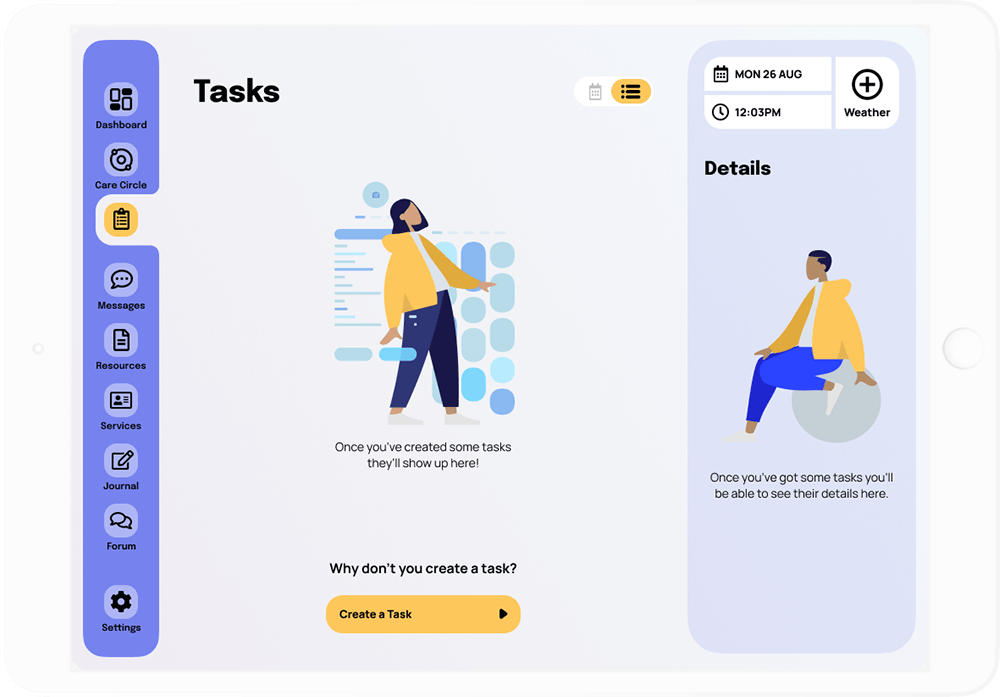 Dashboard
Care Circle
Messages
Resources
Services
Journal
Forum
Settings
Tasks
Once you've created some tasks
they'll show up here!
Why don't you create a task?
Create a Task
MON 26 AUG
12:03PM
Weather
Details
Once you've got some tasks you'll
be able to see their details here.